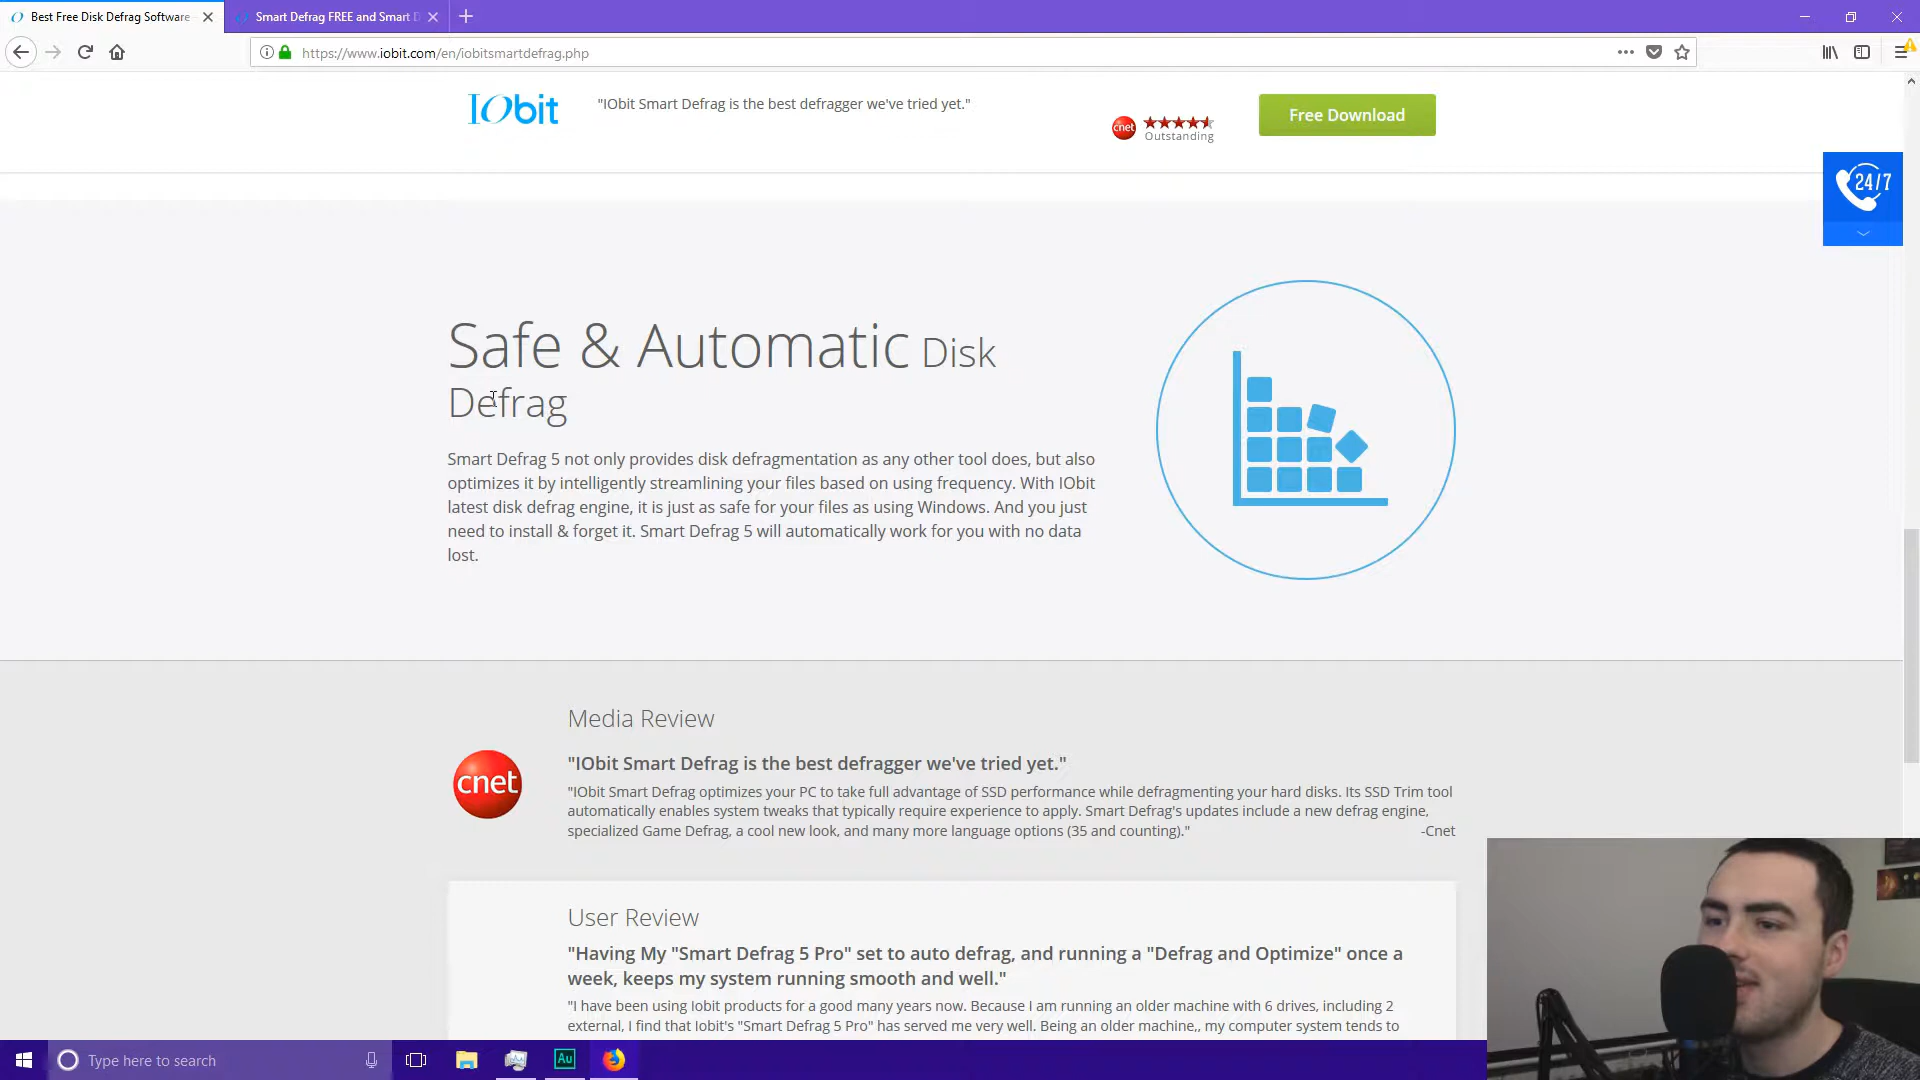 Best Free Disk Defrag Software
Smart Defrag FREE and Smart D
https://www.iobit.com/en/iobitsmartdefrag.php
IObit
"IObit Smart Defrag is the best defragger we've tried yet."
cnet
Outstanding
Free Download
24/7
Safe & Automatic Disk
Defrag
Smart Defrag 5 not only provides disk defragmentation as any other tool does, but also
optimizes it by intelligently streamlining your files based on using frequency. With IObit
latest disk defrag engine, it is just as safe for your files as using Windows. And you just
need to install & forget it. Smart Defrag 5 will automatically work for you with no data
lost.
Media Review
cnet
"IObit Smart Defrag is the best defragger we've tried yet."
"IObit Smart Defrag optimizes your PC to take full advantage of SSD performance while defragmenting your hard disks. Its SSD Trim tool
automatically enables system tweaks that typically require experience to apply. Smart Defrag's updates include a new defrag engine,
specialized Game Defrag, a cool new look, and many more language options (35 and counting)." -Cnet
User Review
"Having My "Smart Defrag 5 Pro" set to auto defrag, and running a "Defrag and Optimize" once a
week, keeps my system running smooth and well."
"I have been using Iobit products for a good many years now. Because I am running an older machine with 6 drives, including 2
external, I find that Iobit's "Smart Defrag 5 Pro" has served me very well. Being an older machine,, my computer system tends to
Type here to search
Au